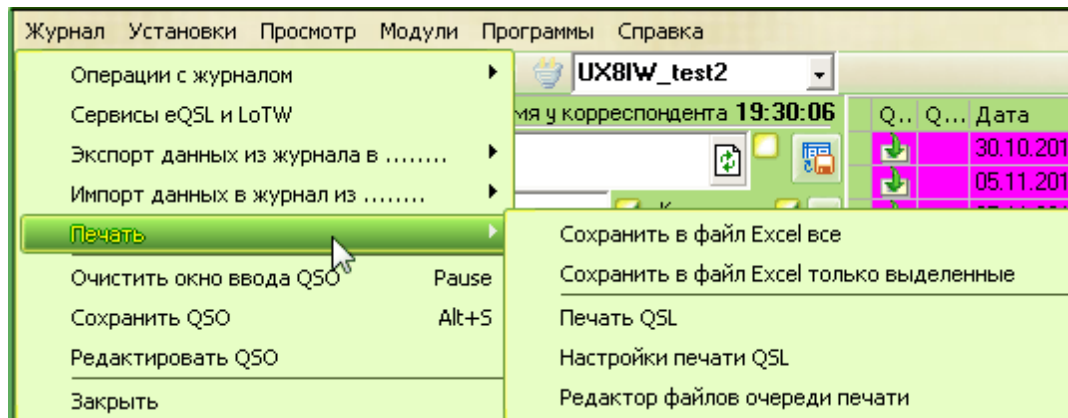 Журнал Установки Просмотр Модули Программы Справка
Операции с журналом
UX8IW_test2
Сервисы eQSL и LoTW
мя у корреспондента 19:30:06
Q.. Q... Дата
Экспорт данных из журнала в ........
30.10.201
Импорт данных в журнал из ........
05.11.201
Печать
Сохранить в файл Excel все
Очистить окно ввода QSO Pause
Сохранить в файл Excel только выделенные
Сохранить QSO Alt+S
Печать QSL
Редактировать QSO
Настройки печати QSL
Закрыть
Редактор файлов очереди печати